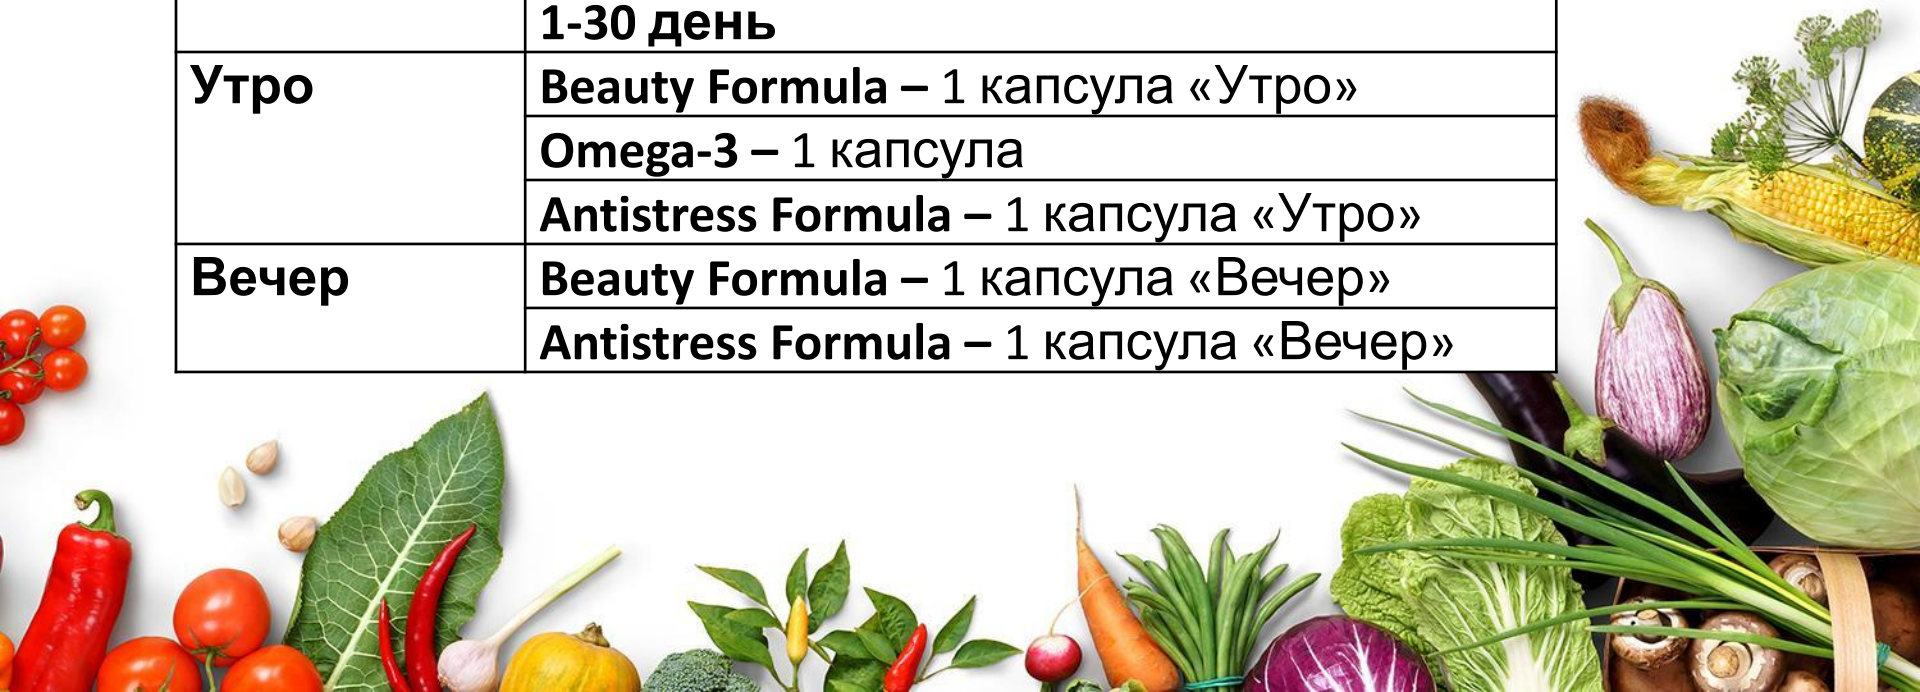 1-30 день
Утро
Beauty Formula – 1 капсула «Утро»
Omega-3 – 1 капсула
Antistress Formula – 1 капсула «Утро»
Вечер
Beauty Formula – 1 капсула «Вечер»
Antistress Formula – 1 капсула «Вечер»